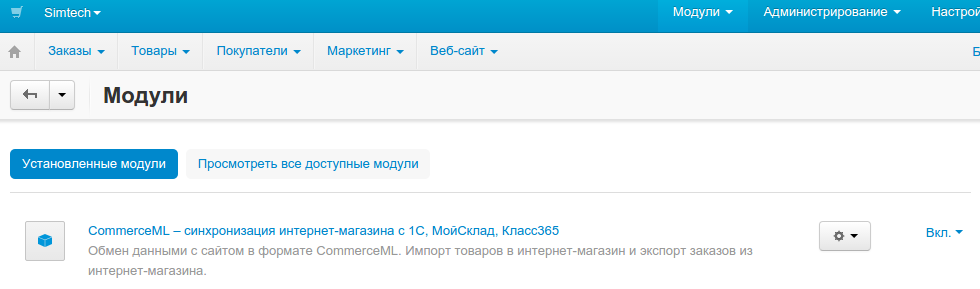 Simtech Модули Администрирование
Заказы Товары Покупатели Маркетинг Веб-сайт
Модули
Установленные модули Просмотреть все доступные модули
CommerceML – синхронизация интернет-магазина с 1С, МойСклад, Класс365 Вкл.
Обмен данными с сайтом в формате CommerceML. Импорт товаров в интернет-магазин и экспорт заказов из
интернет-магазина.